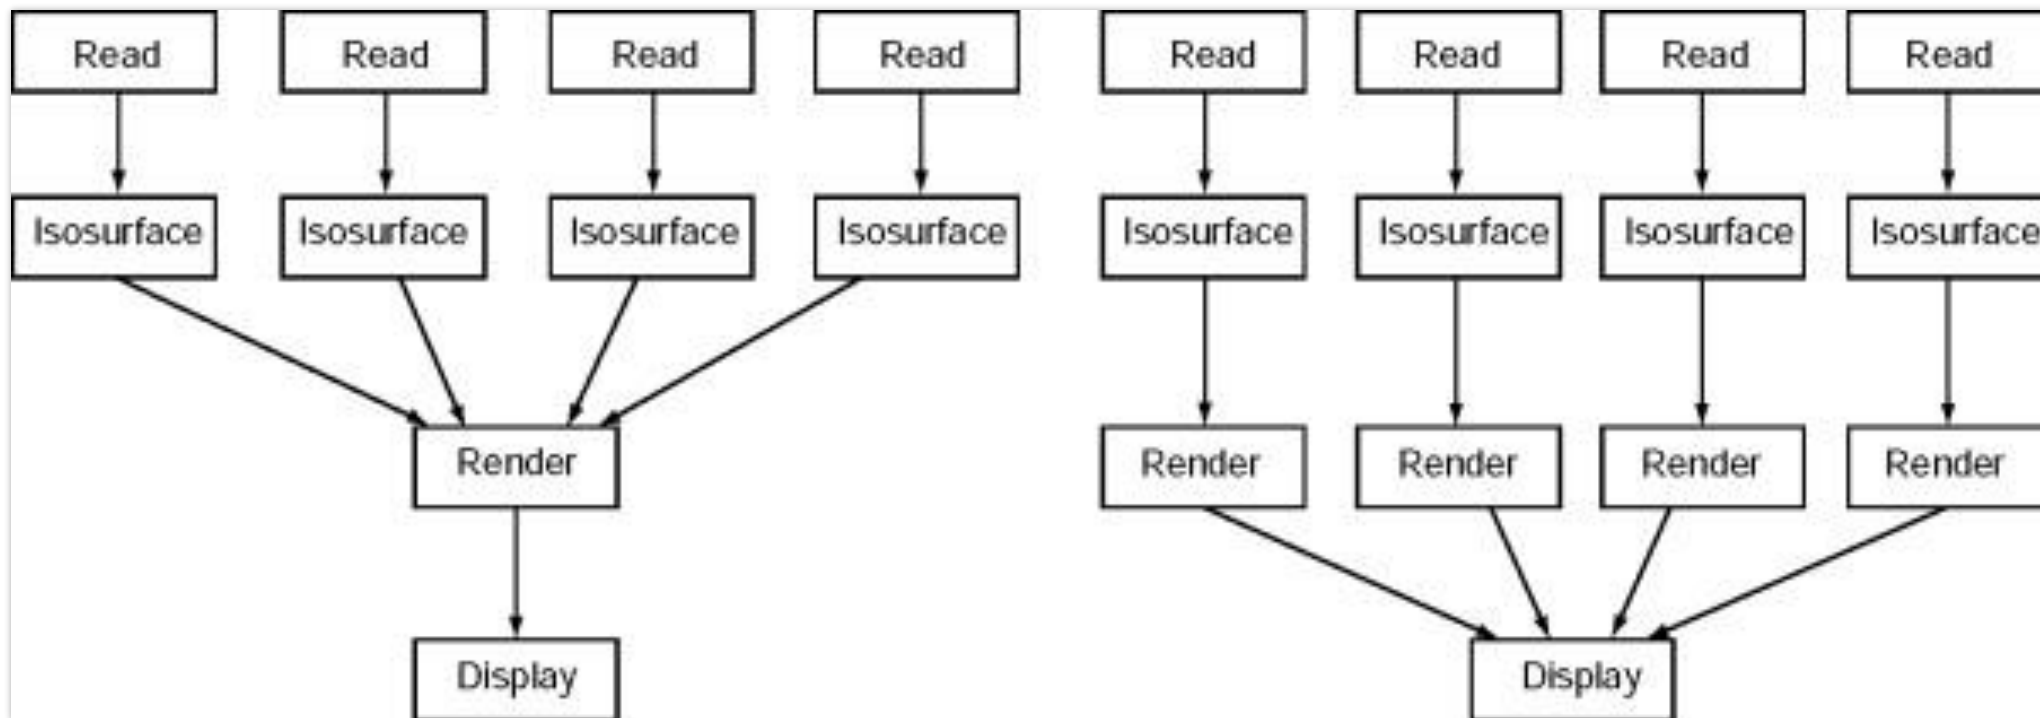 Read Read Read Read Read Read Read Read
Isosurface Isosurface Isosurface Isosurface Isosurface Isosurface Isosurface Isosurface
Render Render Render Render Render
Display Display